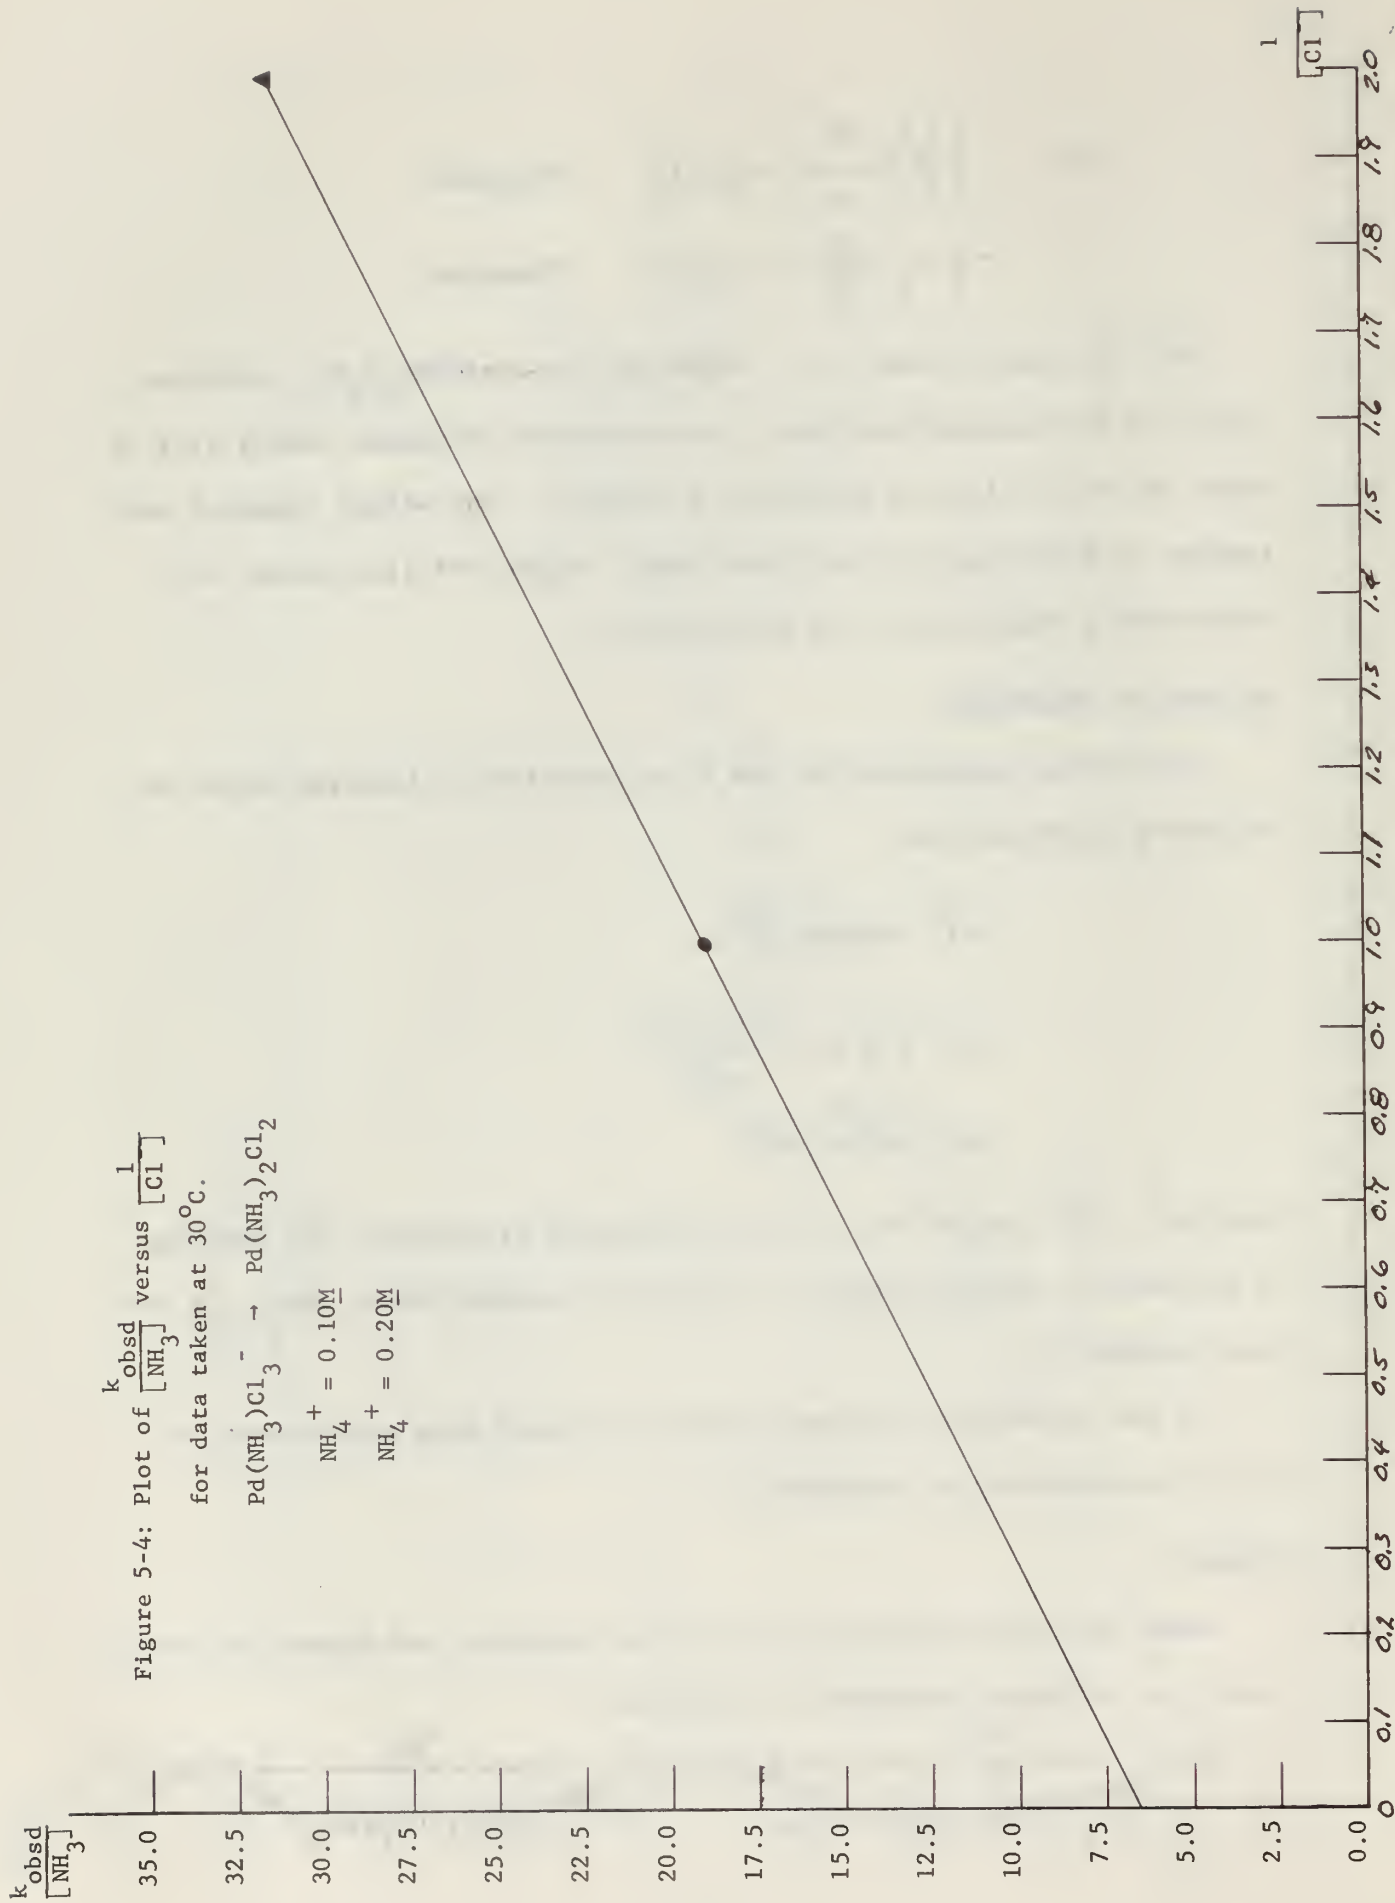 k obsd
[NH3]
35.0
32.5
30.0
27.5
25.0
22.5
20.0
17.5
15.0
12.5
10.0
7.5
5.0
2.5
0.0
Figure 5-4: Plot of k obsd/[NH3] versus 1/[Cl-]
for data taken at 30°C.
Pd(NH3)Cl3- → Pd(NH3)2Cl2
NH4+ = 0.10M
NH4+ = 0.20M
0 0.1 0.2 0.3 0.4 0.5 0.6 0.7 0.8 0.9 1.0 1.1 1.2 1.3 1.4 1.5 1.6 1.7 1.8 1.9 2.0
1
[Cl-]